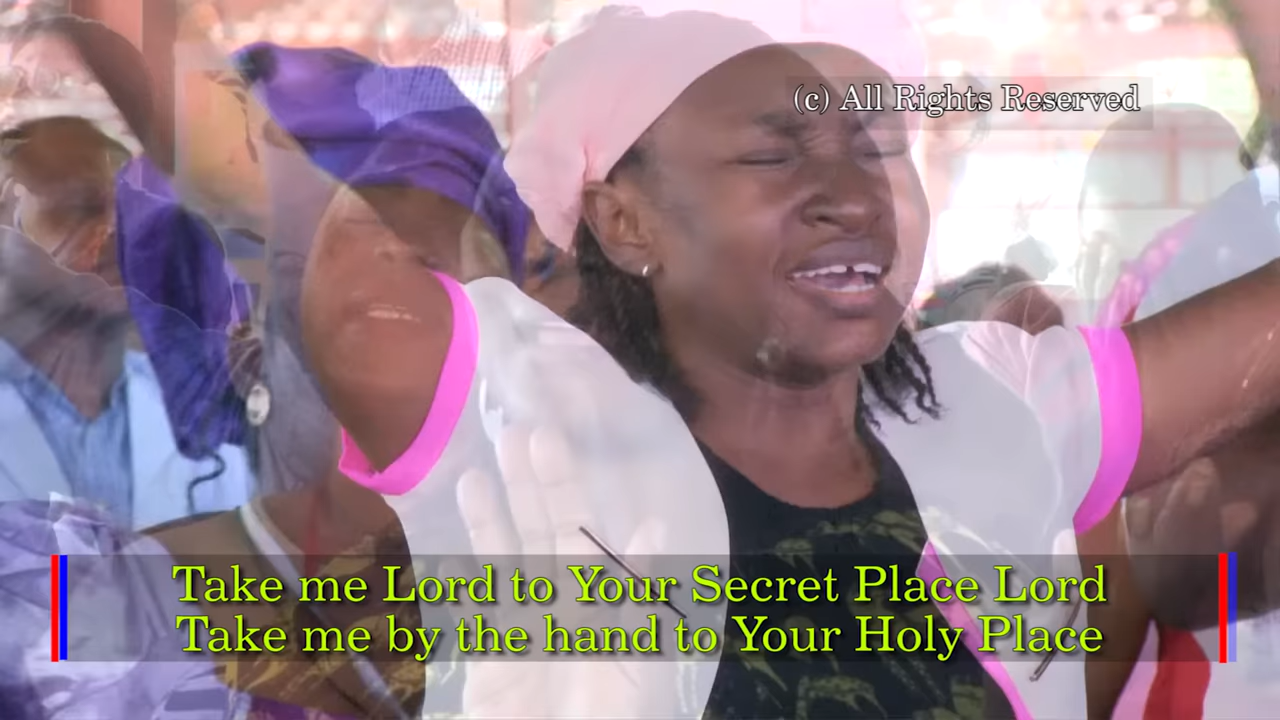 (c) All Rights Reserved
Take me Lord to Your Secret Place Lord
Take me by the hand to Your Holy Place